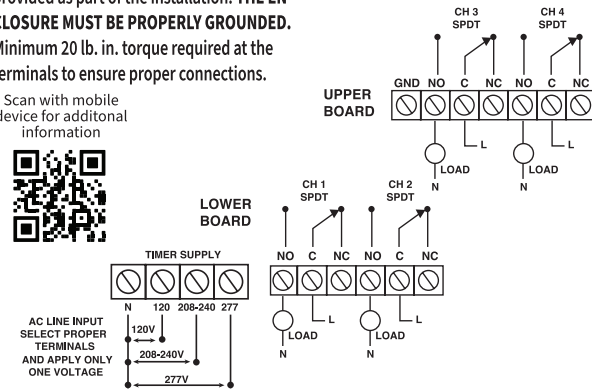 provided as part of the installation. THE EN-
CLOSURE MUST BE PROPERLY GROUNDED.
Minimum 20 lb. in. torque required at the
terminals to ensure proper connections.
Scan with mobile
device for additonal
information
CH 3
SPDT
CH 4
SPDT
UPPER
BOARD
GND NO C NC NO C NC
L
L
LOAD
LOAD
N
N
LOWER
BOARD
CH 1
SPDT
CH 2
SPDT
NO C NC NO C NC
L
L
LOAD
LOAD
N
N
TIMER SUPPLY
N 120 208-240 277
AC LINE INPUT
SELECT PROPER
TERMINALS
AND APPLY ONLY
ONE VOLTAGE
120V
208-240V
277V